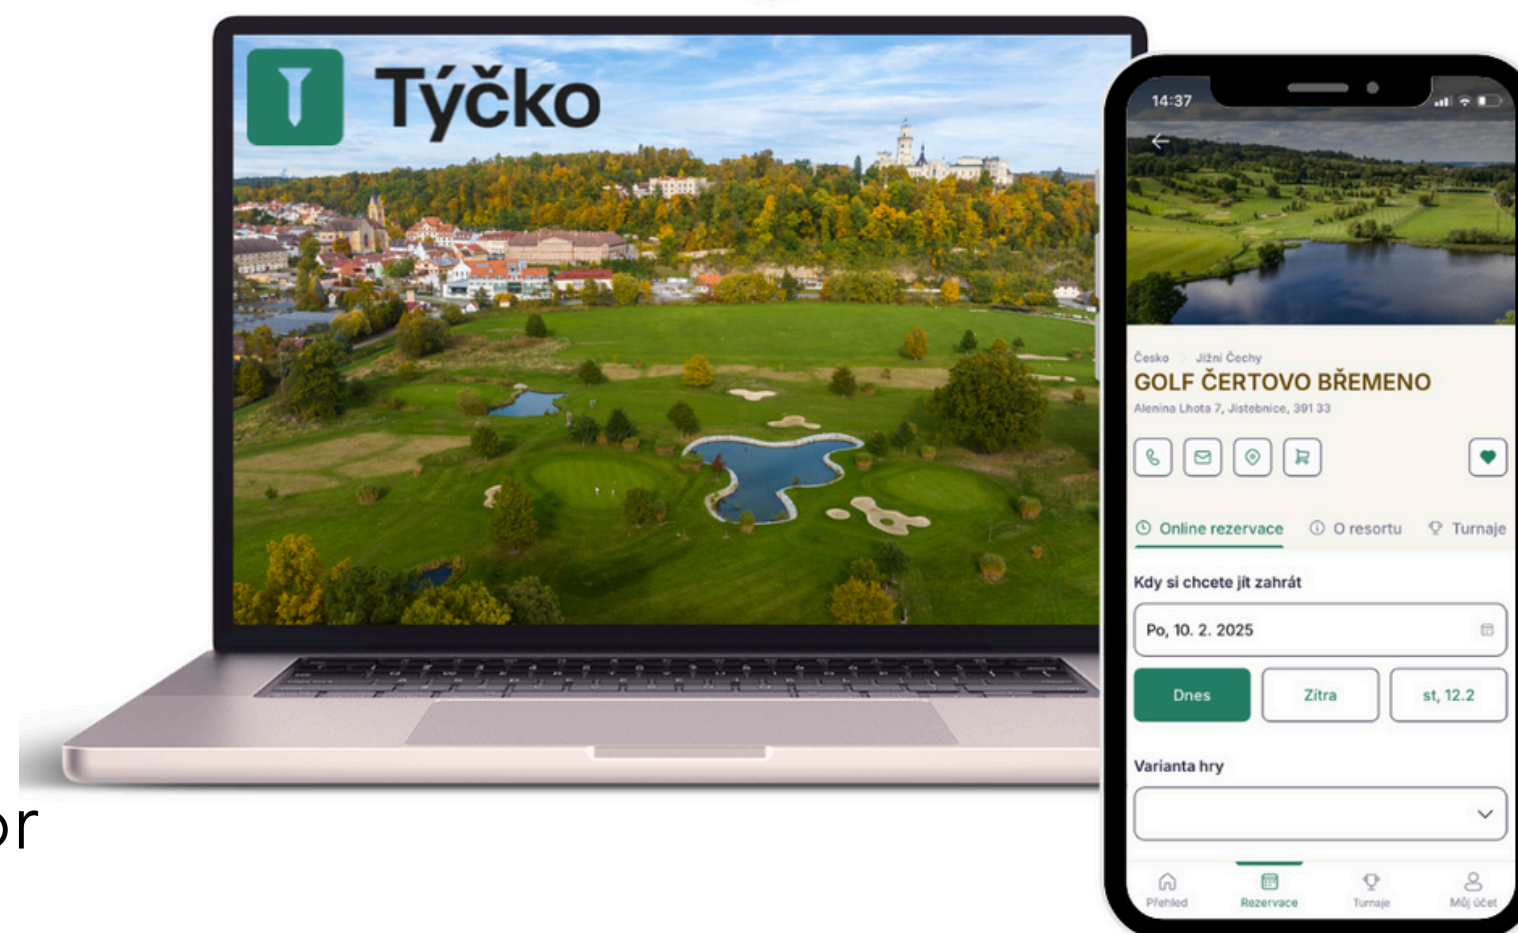 Týčko
14:37
Česko Jižní Čechy
GOLF ČERTOVO BŘEMENO
Alenina Lhota 7, Jistebnice, 391 33
Online rezervace O resortu Turnaje
Kdy si chcete jít zahrát
Po, 10. 2. 2025
Dnes Zítra st, 12.2
Varianta hry
Přehled Rezervace Turnaje Můj účet
or